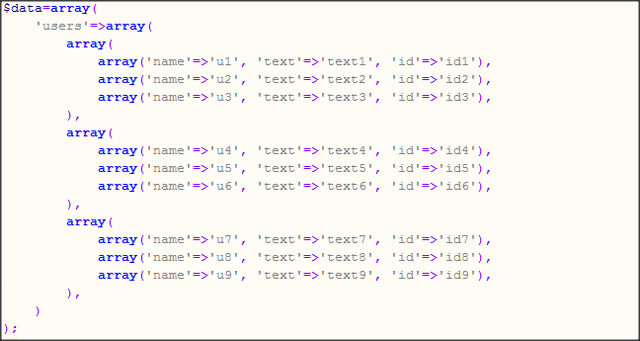 $data=array(
    'users'=>array(
        array(
            array('name'=>'u1', 'text'=>'text1', 'id'=>'id1'),
            array('name'=>'u2', 'text'=>'text2', 'id'=>'id2'),
            array('name'=>'u3', 'text'=>'text3', 'id'=>'id3'),
        ),
        array(
            array('name'=>'u4', 'text'=>'text4', 'id'=>'id4'),
            array('name'=>'u5', 'text'=>'text5', 'id'=>'id5'),
            array('name'=>'u6', 'text'=>'text6', 'id'=>'id6'),
        ),
        array(
            array('name'=>'u7', 'text'=>'text7', 'id'=>'id7'),
            array('name'=>'u8', 'text'=>'text8', 'id'=>'id8'),
            array('name'=>'u9', 'text'=>'text9', 'id'=>'id9'),
        ),
    )
);